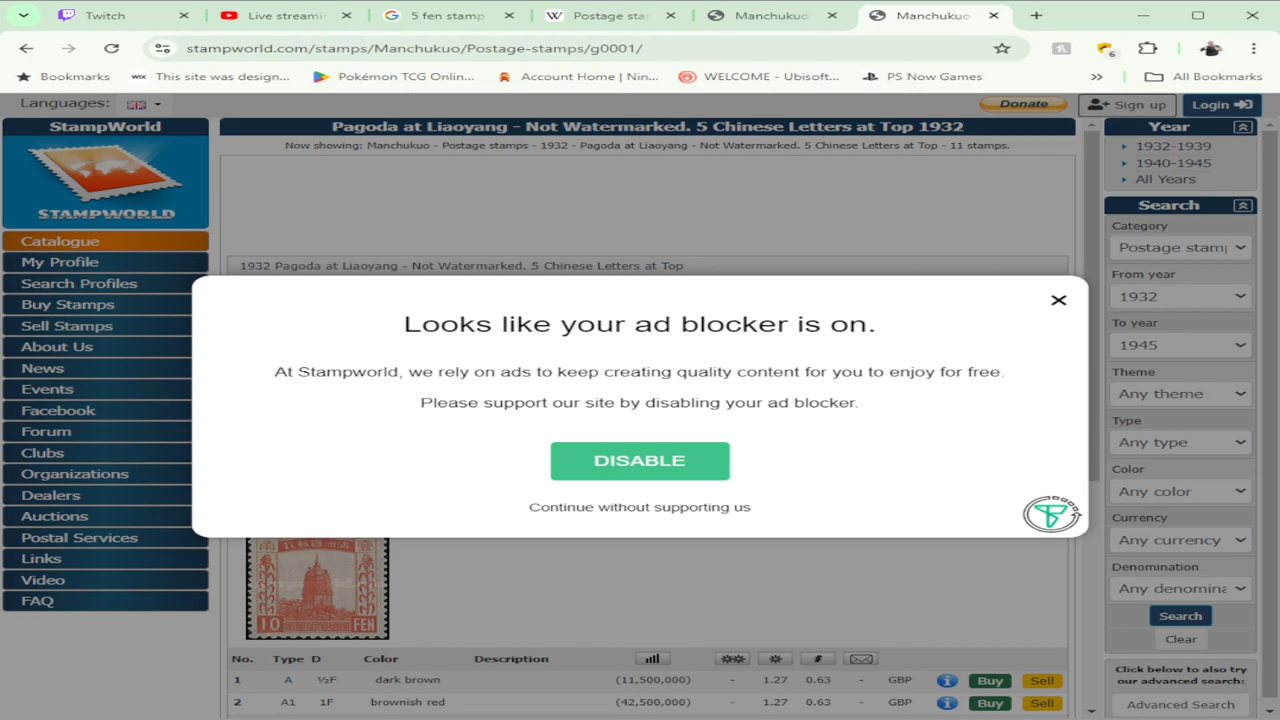 Twitch
Live streami
5 fen stamp
Postage sta
Manchukuo
Manchukuo
stampworld.com/stamps/Manchukuo/Postage-stamps/g0001/
6
Bookmarks
WIX
This site was design...
Pokémon TCG Onlin...
Account Home | Nin...
WELCOME - Ubisoft...
PS Now Games
All Bookmarks
Languages:
Donate
Sign up
Login
StampWorld
STAMPWORLD
Catalogue
My Profile
Search Profiles
Buy Stamps
Sell Stamps
About Us
News
Events
Facebook
Forum
Clubs
Organizations
Dealers
Auctions
Postal Services
Links
Video
FAQ
Pagoda at Liaoyang - Not Watermarked. 5 Chinese Letters at Top 1932
Now showing: Manchukuo - Postage stamps - 1932 - Pagoda at Liaoyang - Not Watermarked. 5 Chinese Letters at Top - 11 stamps.
1932 Pagoda at Liaoyang - Not Watermarked. 5 Chinese Letters at Top
Looks like your ad blocker is on.
At Stampworld, we rely on ads to keep creating quality content for you to enjoy for free.
Please support our site by disabling your ad blocker.
DISABLE
Continue without supporting us
10 FEN
No. Type D Color Description GBP
1 A ½F dark brown (11,500,000) - 1.27 0.63 - GBP Buy Sell
2 A1 1F brownish red (42,500,000) - 1.27 0.63 - GBP Buy Sell
Year
1932-1939
1940-1945
All Years
Search
Category
Postage stam
From year
1932
To year
1945
Theme
Any theme
Type
Any type
Color
Any color
Currency
Any currency
Denomination
Any denomina
Search
Clear
Click below to also try
our advanced search:
Advanced Search